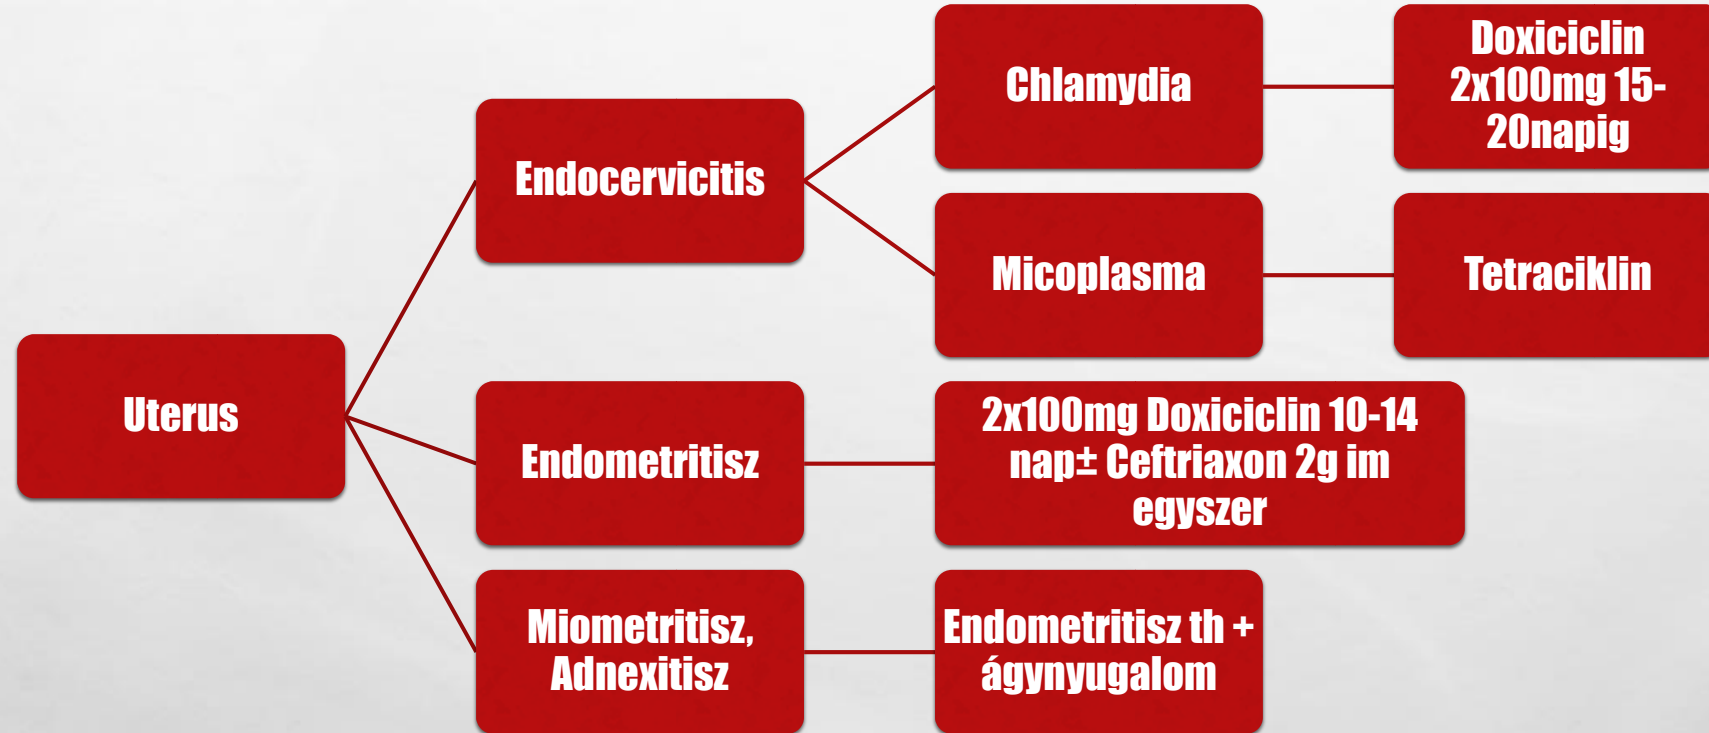 Uterus
Endocervicitis
Chlamydia
Doxiciclin
2x100mg 15-
20napig
Micoplasma
Tetraciklin
Endometritisz
2x100mg Doxiciclin 10-14
nap± Ceftriaxon 2g im
egyszer
Miometritisz,
Adnexitisz
Endometritisz th +
ágynyugalom